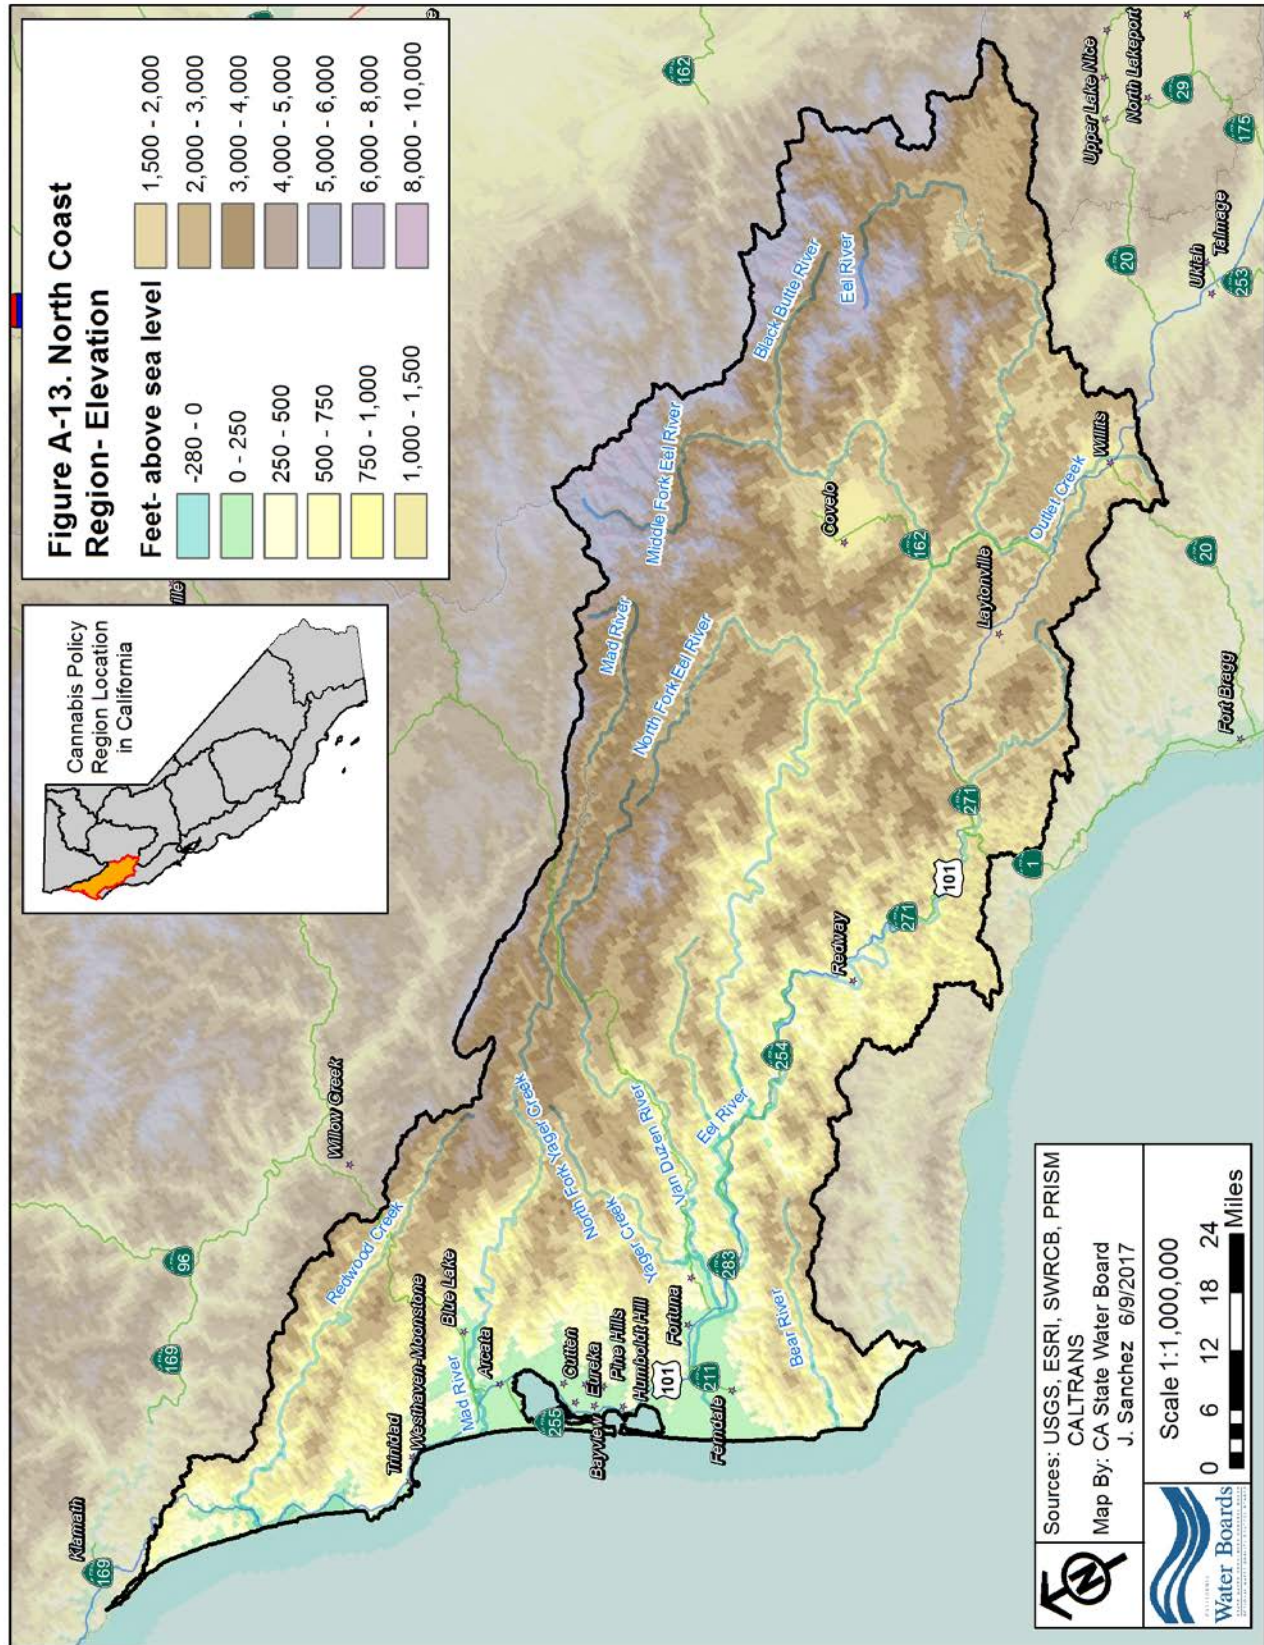 Figure A-13. North Coast
Region- Elevation
Feet- above sea level
-280 - 0
0 - 250
250 - 500
500 - 750
750 - 1,000
1,000 - 1,500
1,500 - 2,000
2,000 - 3,000
3,000 - 4,000
4,000 - 5,000
5,000 - 6,000
6,000 - 8,000
8,000 - 10,000
Cannabis Policy
Region Location
in California
ville
e
162
96
169
169
Klamath
Willow Creek
Redwood Creek
Trinidad
Westhaven-Moonstone
Blue Lake
Mad River
Arcata
255
Cutten
Eureka
Bayview
Pine Hills
Humboldt Hill
101
Fortuna
211
Ferndale
283
Bear River
North Fork Yager Creek
Yager Creek
Van Duzen River
Eel River
254
Redway
271
101
271
1
Mad River
North Fork Eel River
Middle Fork Eel River
Black Butte River
Eel River
Covelo
162
Laytonville
Outlet Creek
Willits
20
Fort Bragg
20
Ukiah
Talmage
253
Upper Lake Nice
North Lakeport
29
175
N
Sources: USGS, ESRI, SWRCB, PRISM
CALTRANS
Map By: CA State Water Board
J. Sanchez 6/9/2017
CALIFORNIA
Water Boards
Scale 1:1,000,000
0 6 12 18 24
Miles